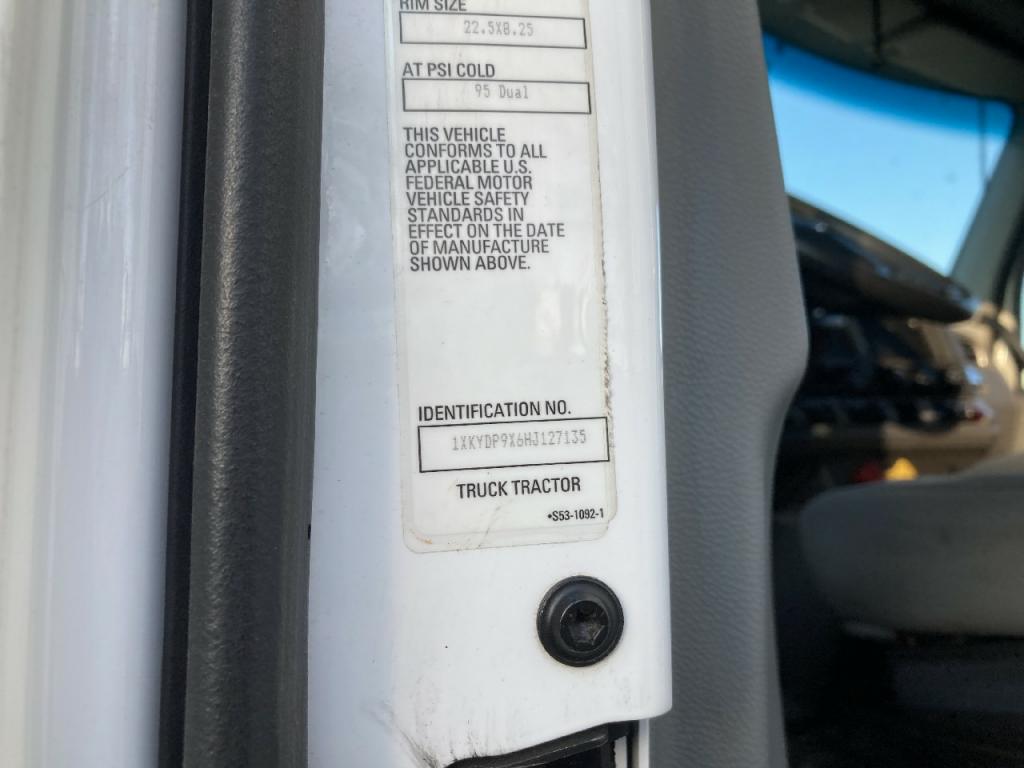 RIM SIZE
22.5X8.25
AT PSI COLD
95 Dual
THIS VEHICLE
CONFORMS TO ALL
APPLICABLE U.S.
FEDERAL MOTOR
VEHICLE SAFETY
STANDARDS IN
EFFECT ON THE DATE
OF MANUFACTURE
SHOWN ABOVE.
IDENTIFICATION NO.
1XKYDP9X6HJ127135
TRUCK TRACTOR
•S53-1092-1